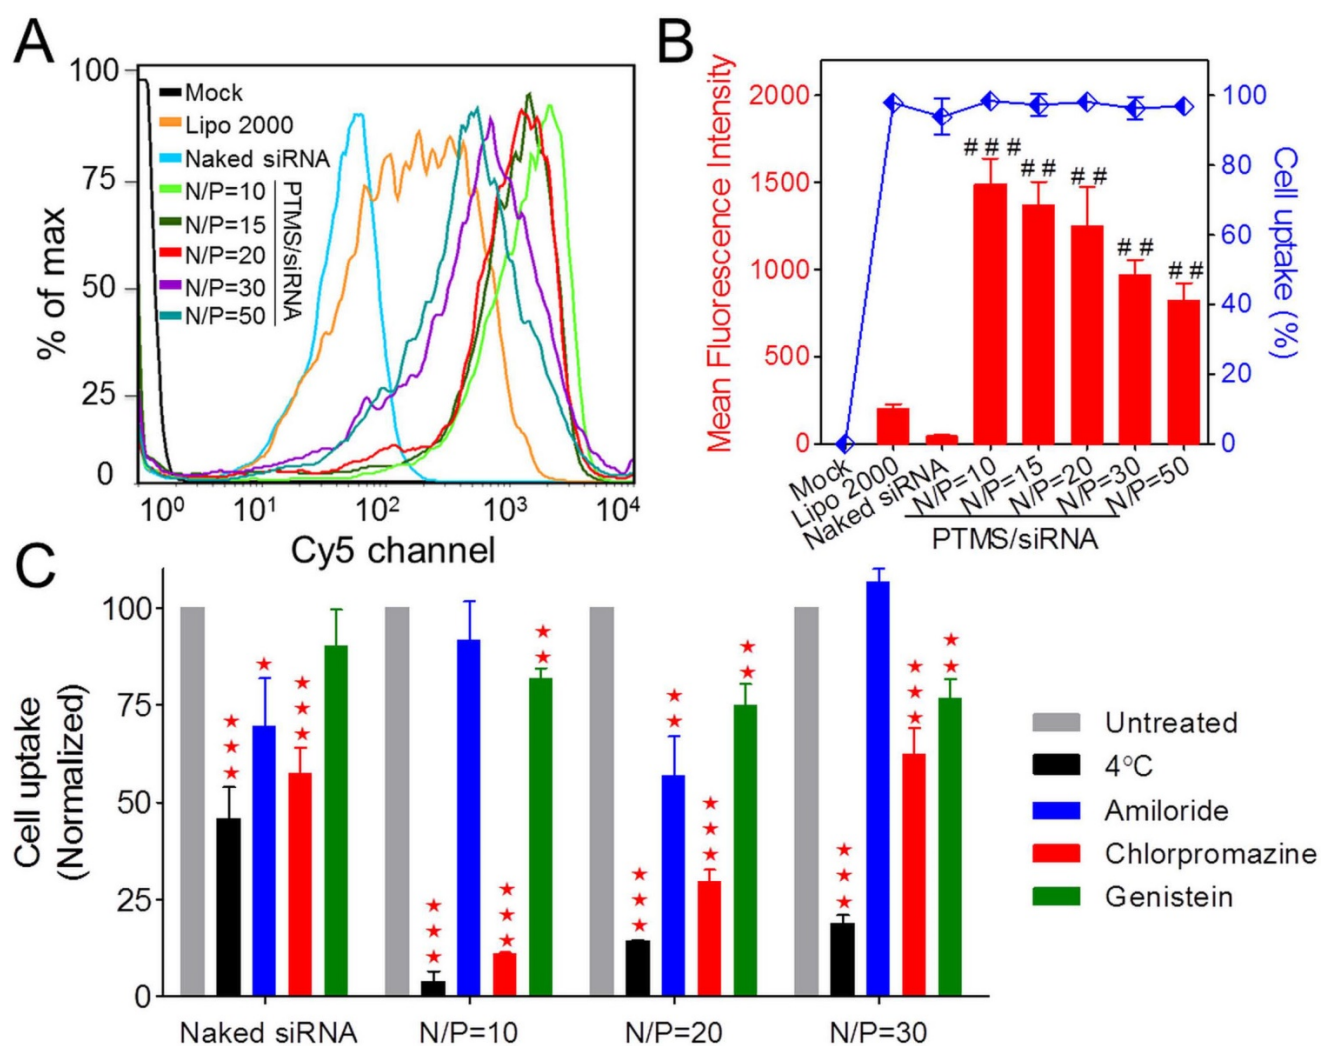 A
% of max
100
75
50
25
0
Mock
Lipo 2000
Naked siRNA
N/P=10
N/P=15
N/P=20
N/P=30
N/P=50
PTMS/siRNA
10⁰ 10¹ 10² 10³ 10⁴
Cy5 channel
B
Mean Fluorescence Intensity
2000
1500
1000
500
0
# # #
# #
# #
# #
# #
100
80
60
40
20
0
Cell uptake (%)
Mock
Lipo 2000
Naked siRNA
N/P=10
N/P=15
N/P=20
N/P=30
N/P=50
PTMS/siRNA
C
Cell uptake
(Normalized)
100
75
50
25
0
Naked siRNA N/P=10 N/P=20 N/P=30
Untreated
4°C
Amiloride
Chlorpromazine
Genistein